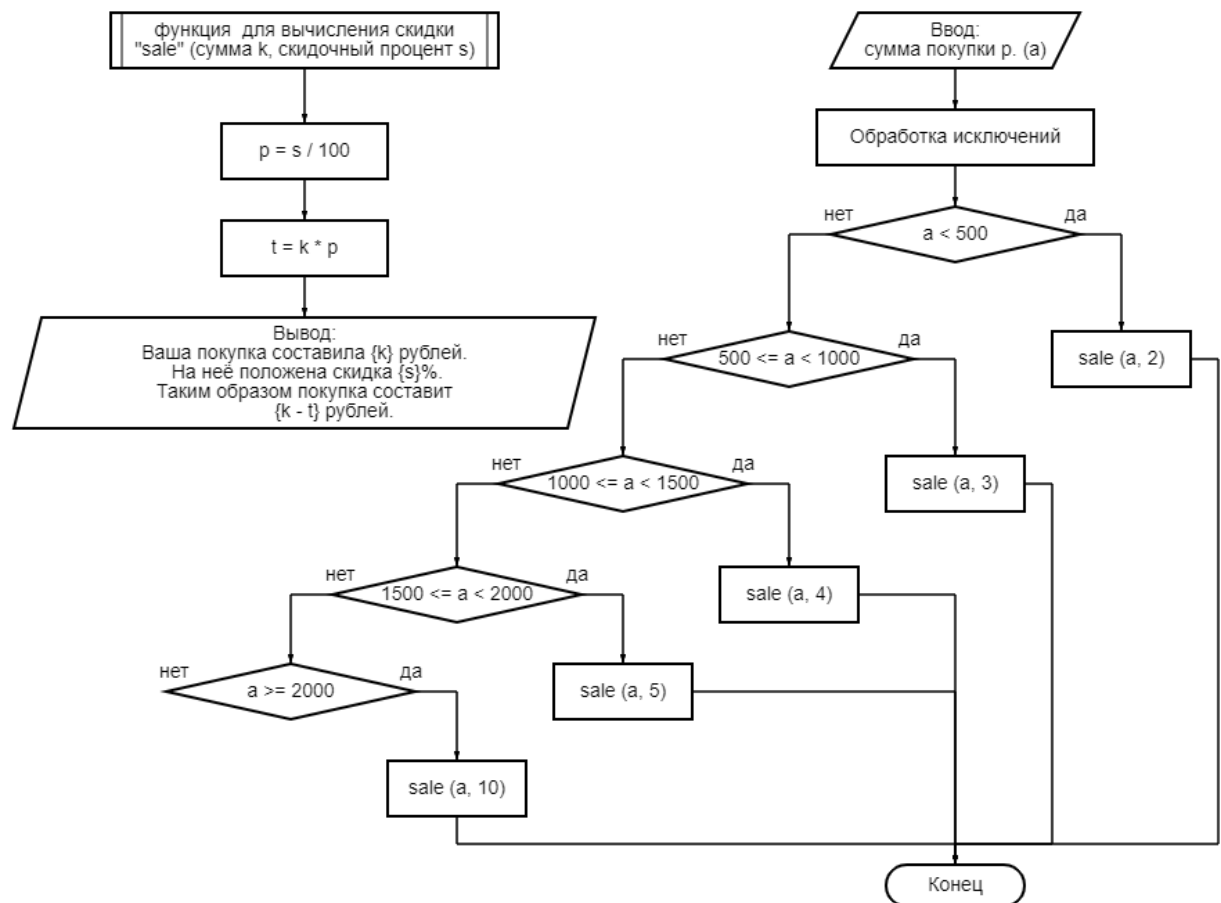 функция для вычисления скидки
"sale" (сумма k, скидочный процент s)
p = s / 100
t = k * p
Вывод:
Ваша покупка составила {k} рублей.
На неё положена скидка {s}%.
Таким образом покупка составит
{k - t} рублей.
Ввод:
сумма покупки р. (а)
Обработка исключений
нет
да
a < 500
нет
да
500 <= a < 1000
sale (a, 2)
нет
да
1000 <= a < 1500
sale (a, 3)
нет
да
1500 <= a < 2000
sale (a, 4)
нет
да
a >= 2000
sale (a, 5)
sale (a, 10)
Конец